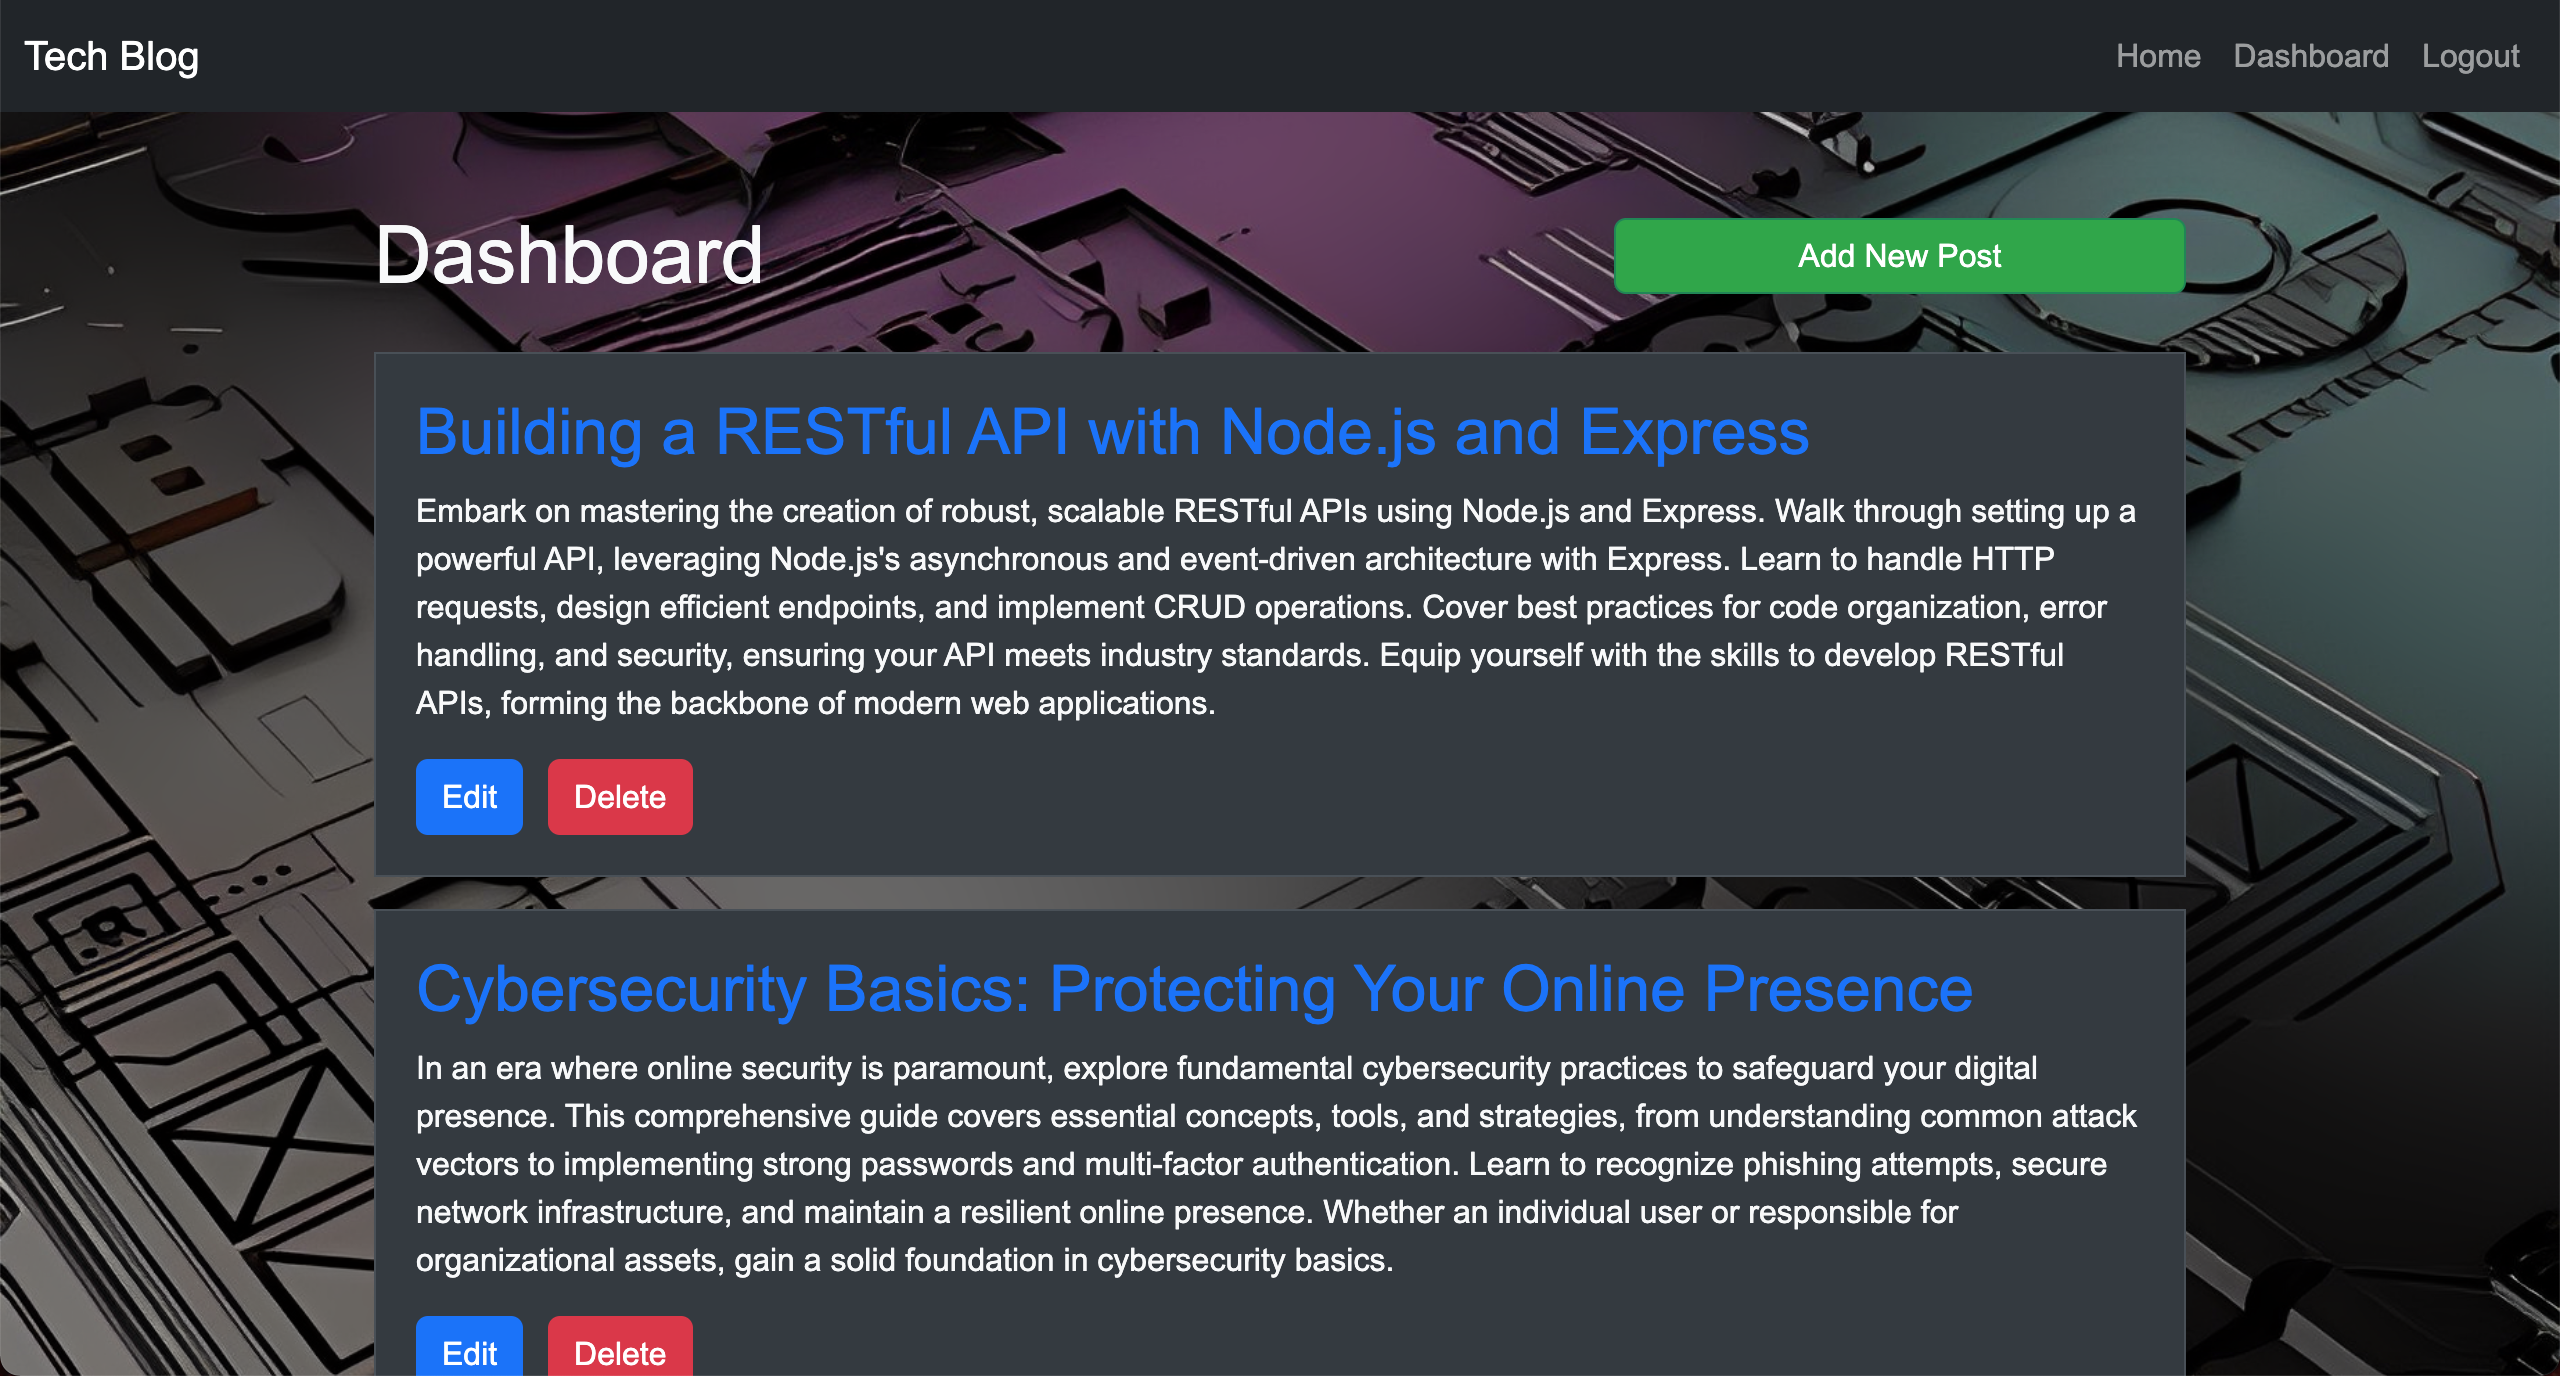 Tech Blog
Home Dashboard Logout
Dashboard
Add New Post
Building a RESTful API with Node.js and Express
Embark on mastering the creation of robust, scalable RESTful APIs using Node.js and Express. Walk through setting up a
powerful API, leveraging Node.js's asynchronous and event-driven architecture with Express. Learn to handle HTTP
requests, design efficient endpoints, and implement CRUD operations. Cover best practices for code organization, error
handling, and security, ensuring your API meets industry standards. Equip yourself with the skills to develop RESTful
APIs, forming the backbone of modern web applications.
Edit Delete
Cybersecurity Basics: Protecting Your Online Presence
In an era where online security is paramount, explore fundamental cybersecurity practices to safeguard your digital
presence. This comprehensive guide covers essential concepts, tools, and strategies, from understanding common attack
vectors to implementing strong passwords and multi-factor authentication. Learn to recognize phishing attempts, secure
network infrastructure, and maintain a resilient online presence. Whether an individual user or responsible for
organizational assets, gain a solid foundation in cybersecurity basics.
Edit Delete